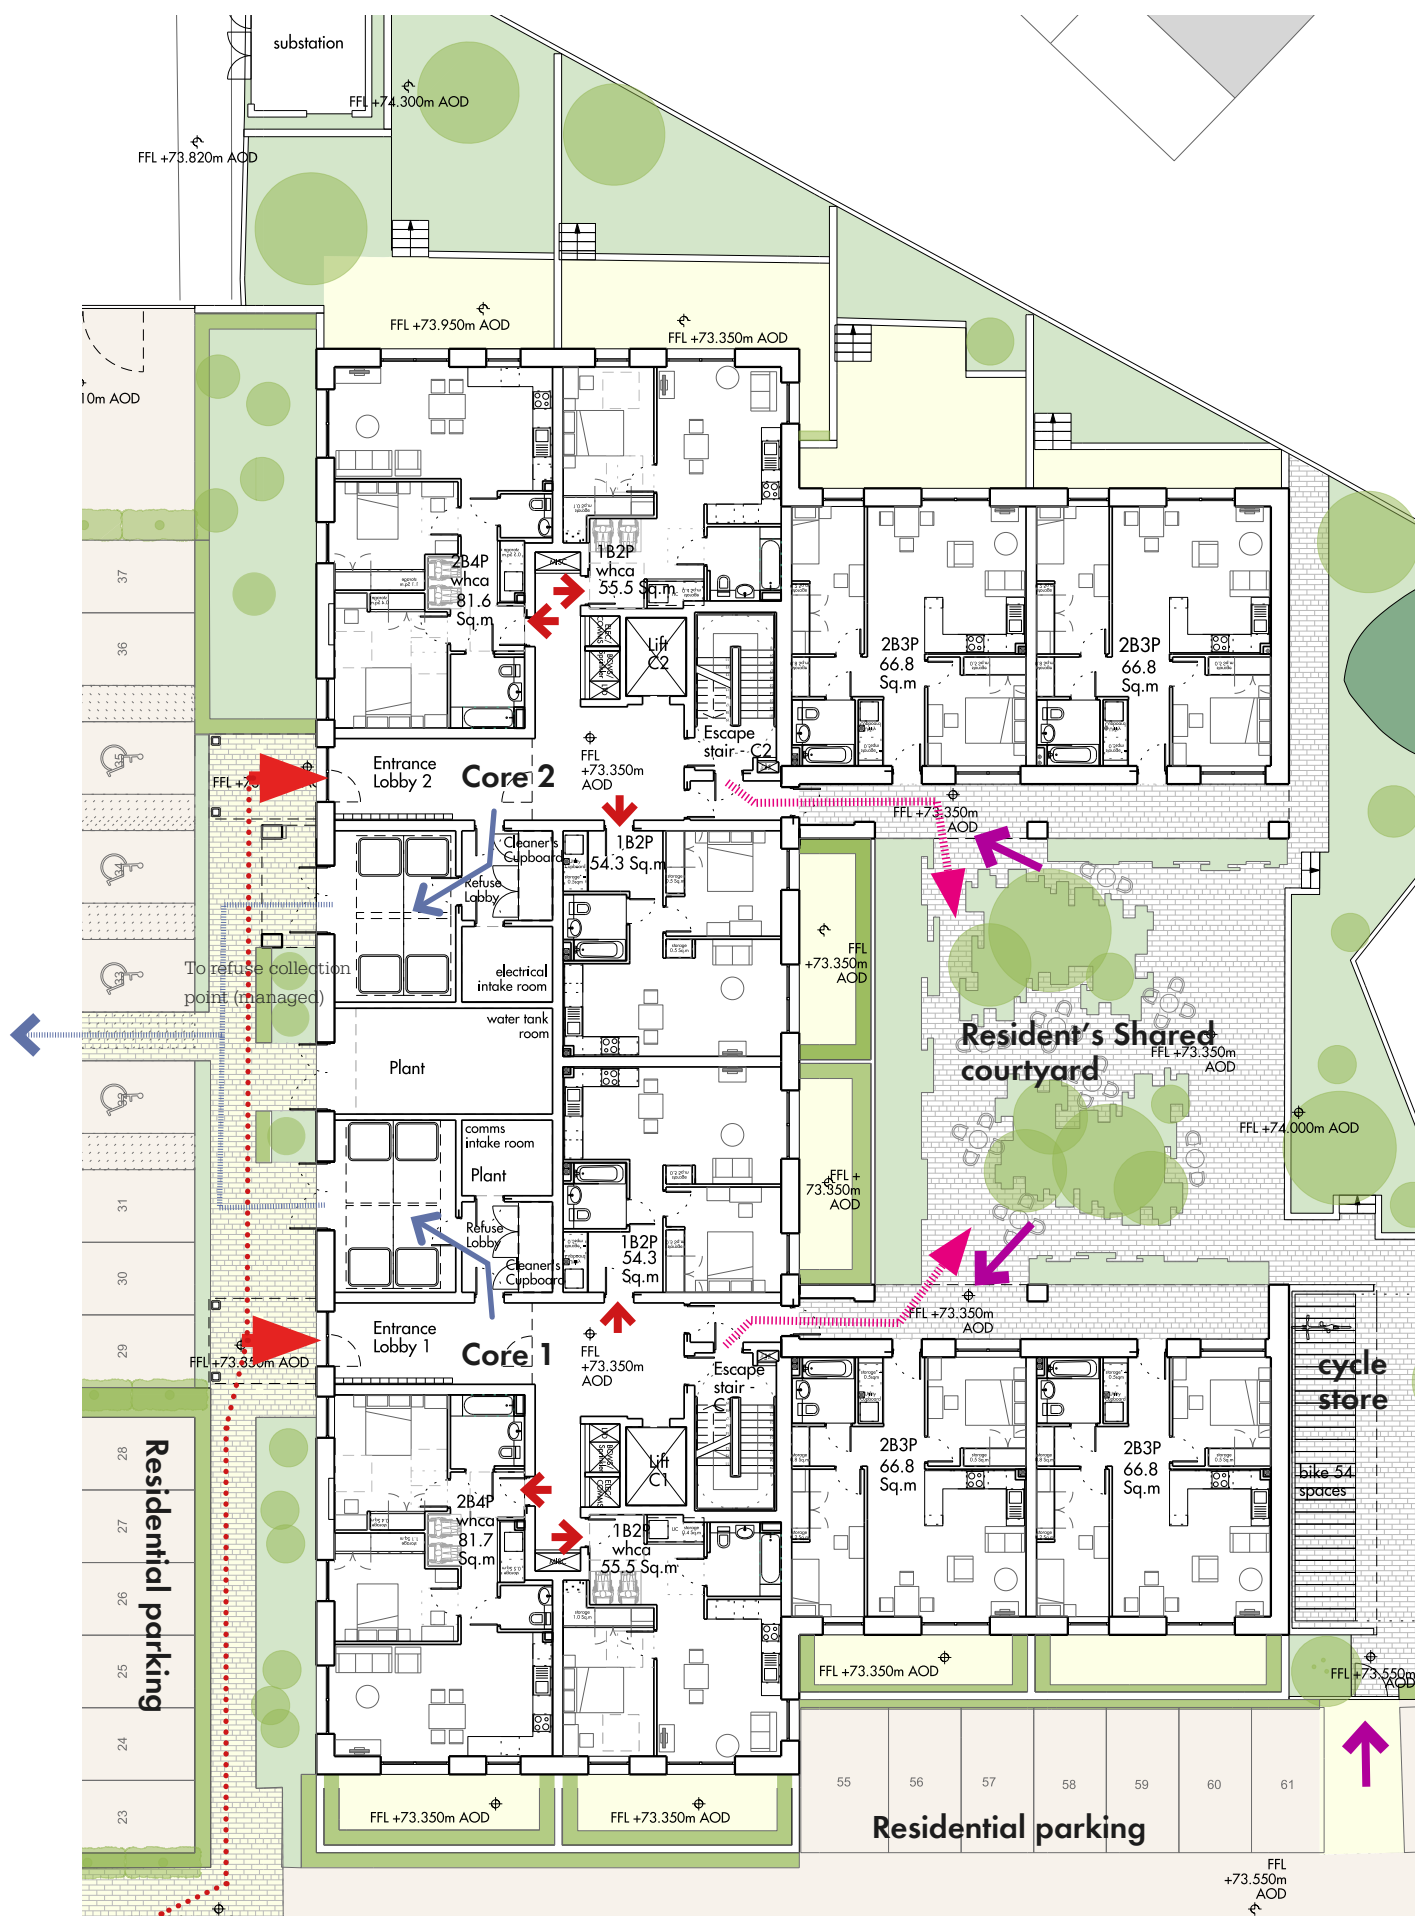 substation
FFL +74.300m AOD
FFL +73.820m AOD
FFL +73.950m AOD
FFL +73.350m AOD
10m AOD
37
36
35
34
33
32
31
30
29
28
27
26
25
24
23
2B4P
whca
81.6
Sq.m
1B2P
whca
55.5 Sq.m
MISC
Lift
C2
2B3P
66.8
Sq.m
2B3P
66.8
Sq.m
Escape
stair C2
Entrance
Lobby 2
Core 2
FFL
+73.350m
AOD
FFL +73.350m
AOD
Cleaner's
Cupboard
Refuse
Lobby
1B2P
54.3 Sq.m
electrical
intake room
water tank
room
Plant
To refuse collection
point (managed)
FFL
+73.350m
AOD
Resident's Shared
courtyard
FFL +73.350m
AOD
FFL +74.000m AOD
comms
intake room
Plant
Refuse
Lobby
Cleaner's
Cupboard
1B2P
54.3
Sq.m
FFL +
73.350m
AOD
Entrance
Lobby 1
Core 1
FFL
+73.350m
AOD
FFL +73.350m
AOD
FFL +73.350m AOD
Escape
stair
C1
Lift
C1
2B4P
whca
81.7
Sq.m
1B2P
whca
55.5 Sq.m
MISC
2B3P
66.8
Sq.m
2B3P
66.8
Sq.m
cycle
store
bike 54
spaces
Residential parking
FFL +73.350m AOD
FFL +73.550m
AOD
FFL +73.350m AOD
FFL +73.350m AOD
55
56
57
58
59
60
61
Residential parking
FFL
+73.550m
AOD